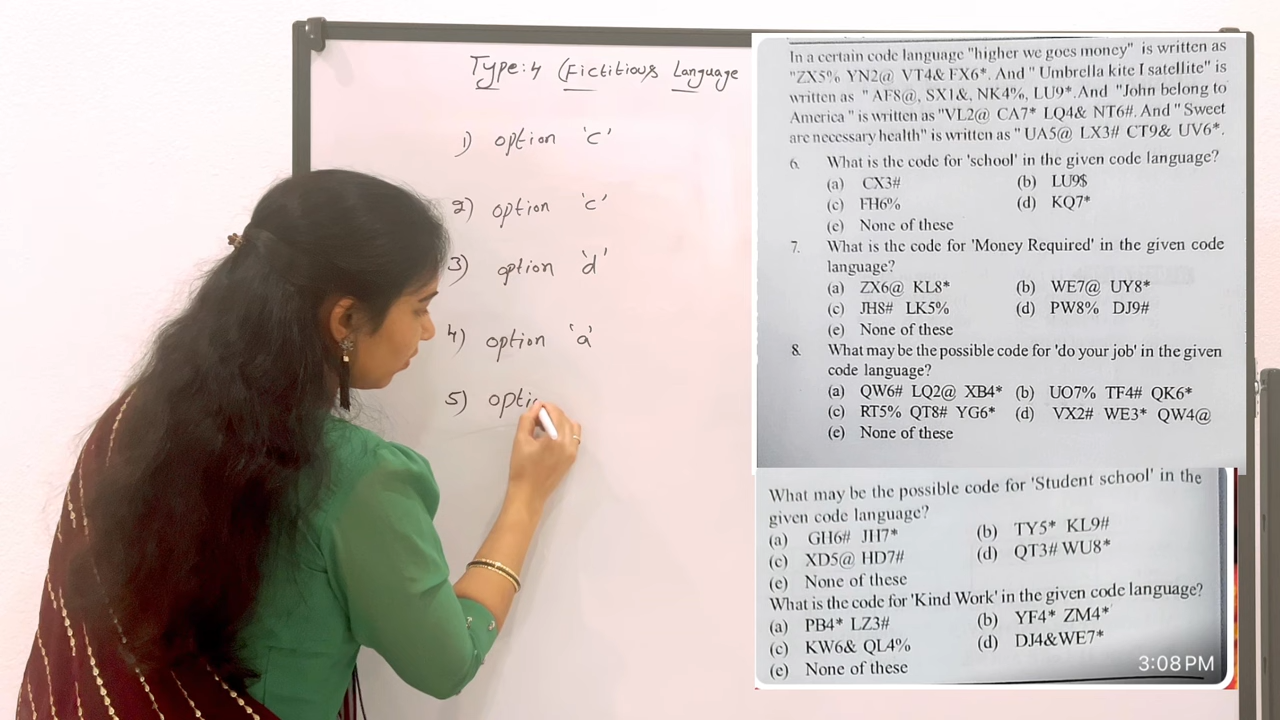 Type:4 (Fictitious Language
1) option 'c'
2) option 'c'
3) option 'd'
4) option 'a'
5) opti
In a certain code language "higher we goes money" is written as
"ZX5% YN2@ VT4& FX6*. And " Umbrella kite I satellite" is
written as " AF8@, SX1&, NK4%, LU9*.And "John belong to
America " is written as "VL2@ CA7* LQ4& NT6#. And " Sweet
are necessary health" is written as " UA5@ LX3# CT9& UV6*.
6. What is the code for 'school' in the given code language?
(a) CX3# (b) LU9$
(c) FH6% (d) KQ7*
(e) None of these
7. What is the code for 'Money Required' in the given code
language?
(a) ZX6@ KL8* (b) WE7@ UY8*
(c) JH8# LK5% (d) PW8% DJ9#
(e) None of these
8. What may be the possible code for 'do your job' in the given
code language?
(a) QW6# LQ2@ XB4* (b) UO7% TF4# QK6*
(c) RT5% QT8# YG6* (d) VX2# WE3* QW4@
(e) None of these
What may be the possible code for 'Student school' in the
given code language?
(a) GH6# JH7* (b) TY5* KL9#
(c) XD5@ HD7# (d) QT3# WU8*
(e) None of these
What is the code for 'Kind Work' in the given code language?
(a) PB4* LZ3# (b) YF4* ZM4*
(c) KW6& QL4% (d) DJ4&WE7*
(e) None of these
3:08 PM